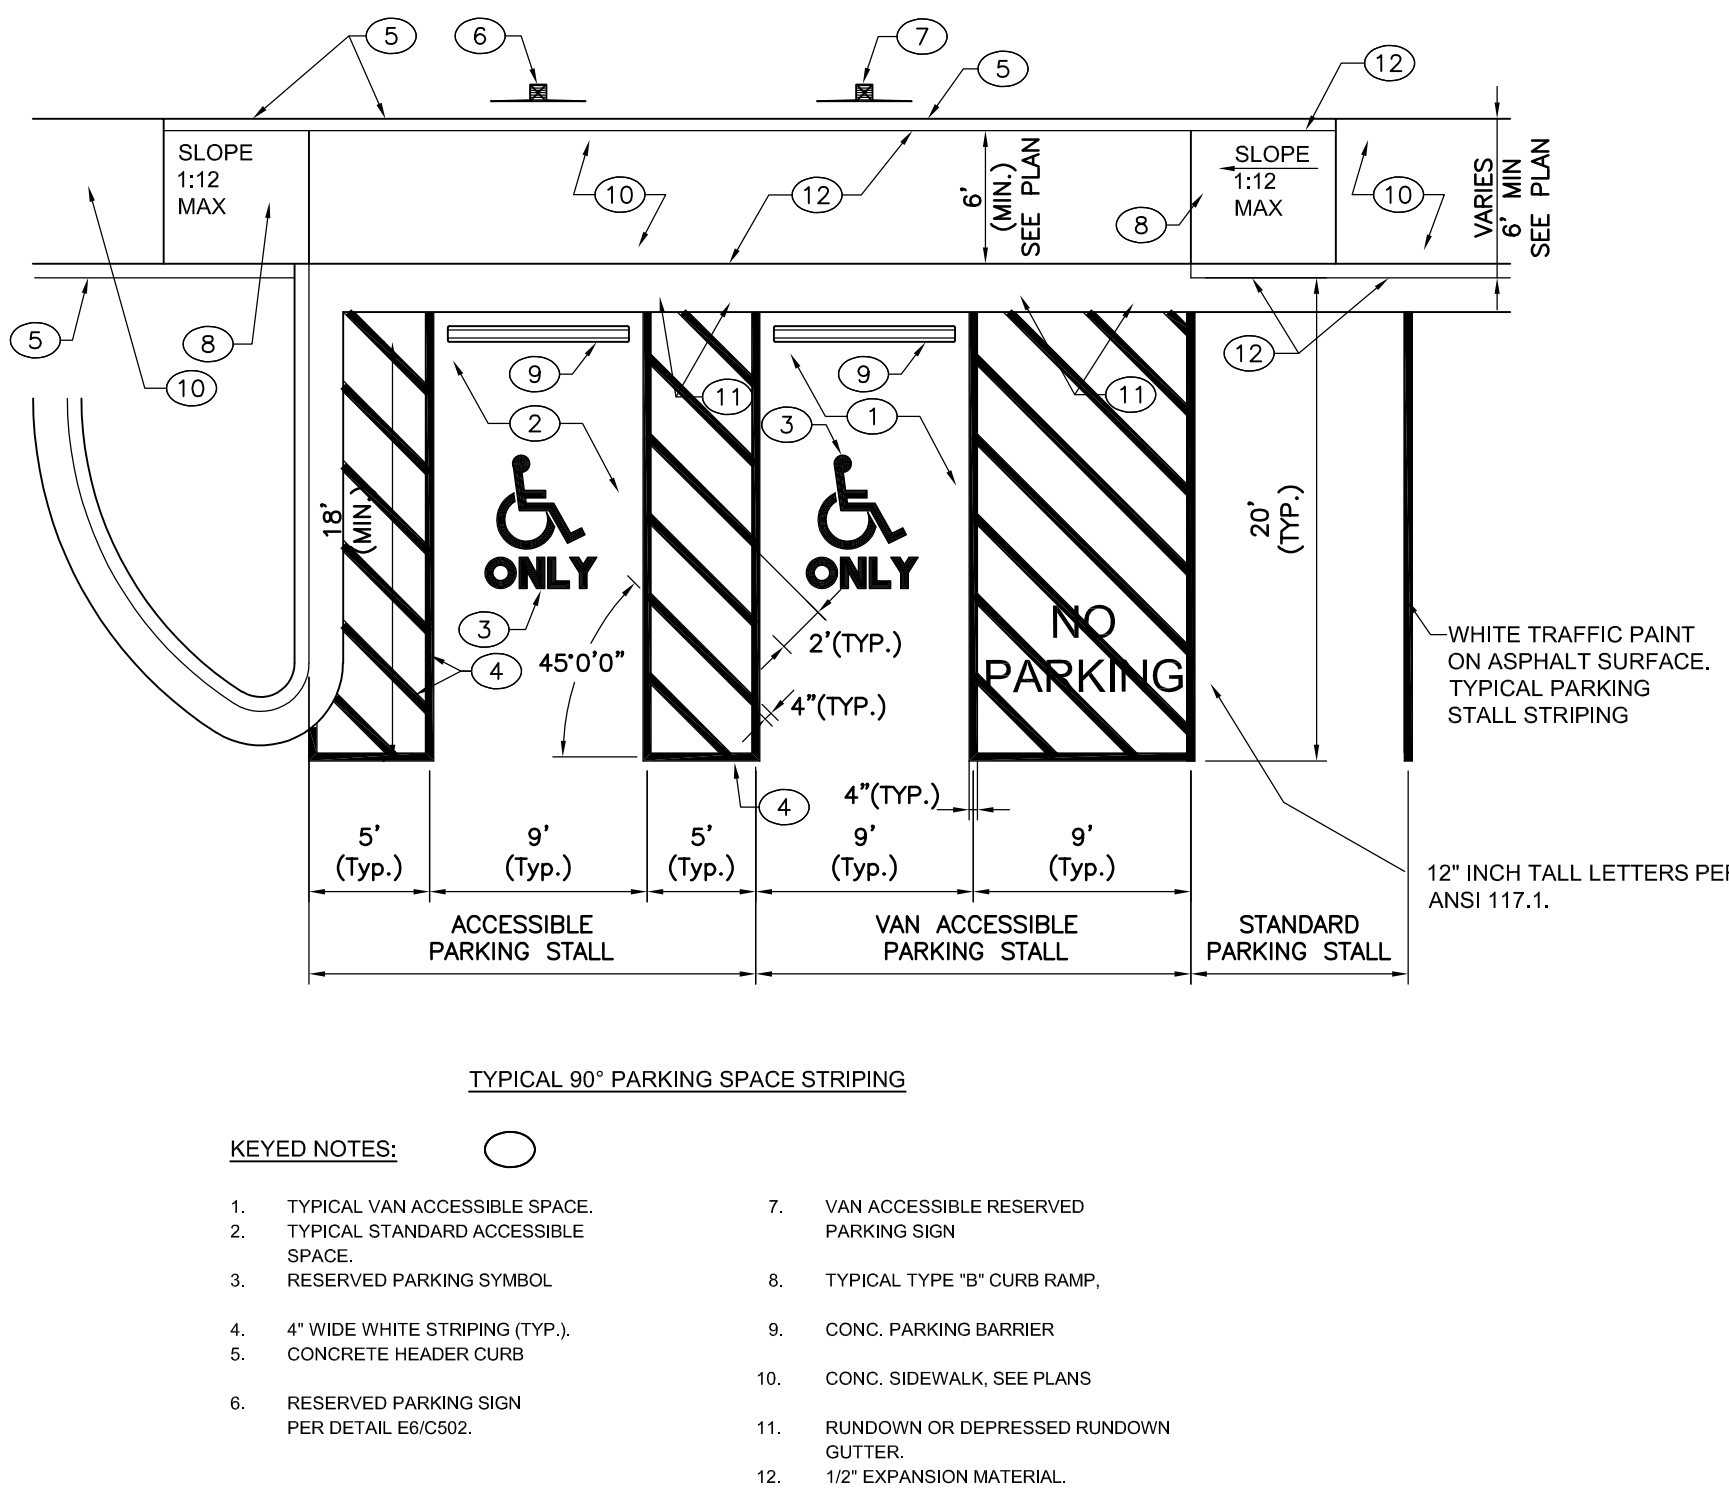 5
6
7
5
12
SLOPE
1:12
MAX
10
12
6'
(MIN.)
SEE PLAN
8
SLOPE
1:12
MAX
10
VARIES
6' MIN
SEE PLAN
5
8
10
9
11
9
11
12
2
3
1
18'
(MIN.)
20'
(TYP.)
ONLY
ONLY
3
4
45°0'0"
2'(TYP.)
4"(TYP.)
NO
PARKING
WHITE TRAFFIC PAINT
ON ASPHALT SURFACE.
TYPICAL PARKING
STALL STRIPING
4"(TYP.)
4
5'
(Typ.)
9'
(Typ.)
5'
(Typ.)
9'
(Typ.)
9'
(Typ.)
12" INCH TALL LETTERS PER
ANSI 117.1.
ACCESSIBLE
PARKING STALL
VAN ACCESSIBLE
PARKING STALL
STANDARD
PARKING STALL
TYPICAL 90° PARKING SPACE STRIPING
KEYED NOTES:
1. TYPICAL VAN ACCESSIBLE SPACE.
2. TYPICAL STANDARD ACCESSIBLE
SPACE.
3. RESERVED PARKING SYMBOL
4. 4" WIDE WHITE STRIPING (TYP.).
5. CONCRETE HEADER CURB
6. RESERVED PARKING SIGN
PER DETAIL E6/C502.
7. VAN ACCESSIBLE RESERVED
PARKING SIGN
8. TYPICAL TYPE "B" CURB RAMP,
9. CONC. PARKING BARRIER
10. CONC. SIDEWALK, SEE PLANS
11. RUNDOWN OR DEPRESSED RUNDOWN
GUTTER.
12. 1/2" EXPANSION MATERIAL.